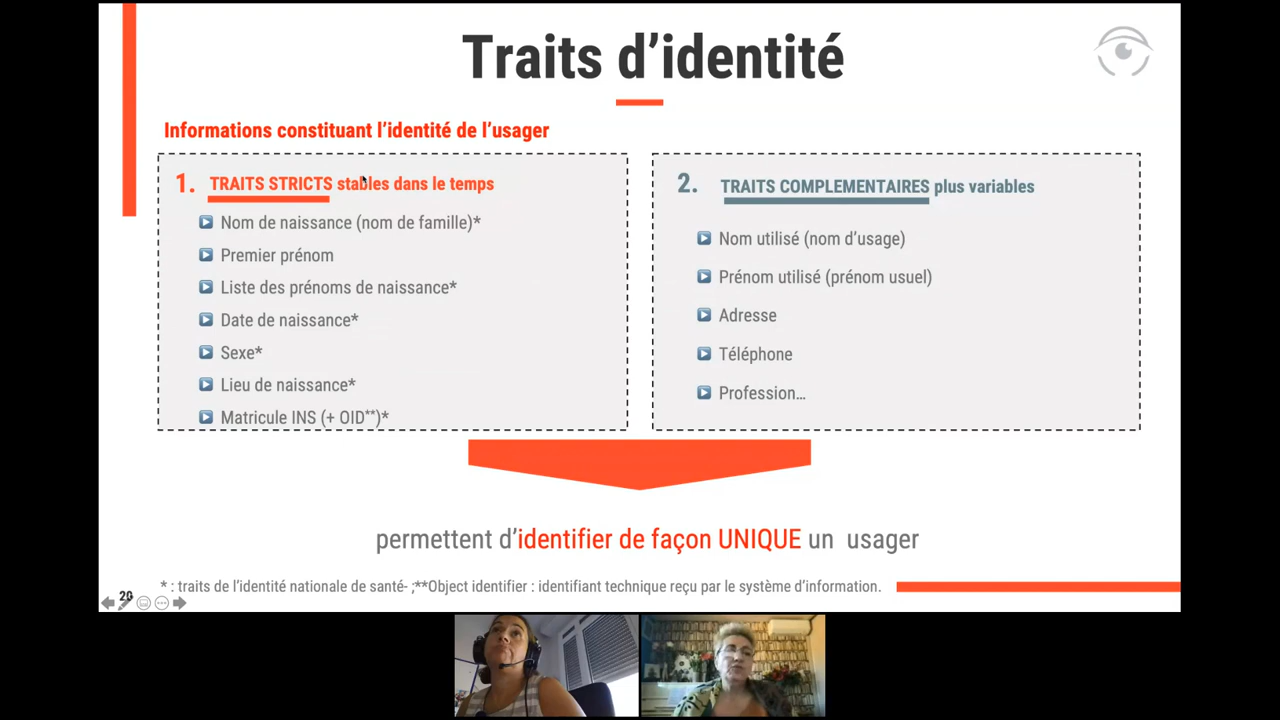 Traits d’identité
Informations constituant l’identité de l’usager
1. TRAITS STRICTS stables dans le temps
Nom de naissance (nom de famille)*
Premier prénom
Liste des prénoms de naissance*
Date de naissance*
Sexe*
Lieu de naissance*
Matricule INS (+ OID**)*
2. TRAITS COMPLEMENTAIRES plus variables
Nom utilisé (nom d’usage)
Prénom utilisé (prénom usuel)
Adresse
Téléphone
Profession…
permettent d’identifier de façon UNIQUE un usager
* : traits de l’identité nationale de santé- ;**Object identifier : identifiant technique reçu par le système d’information.
20